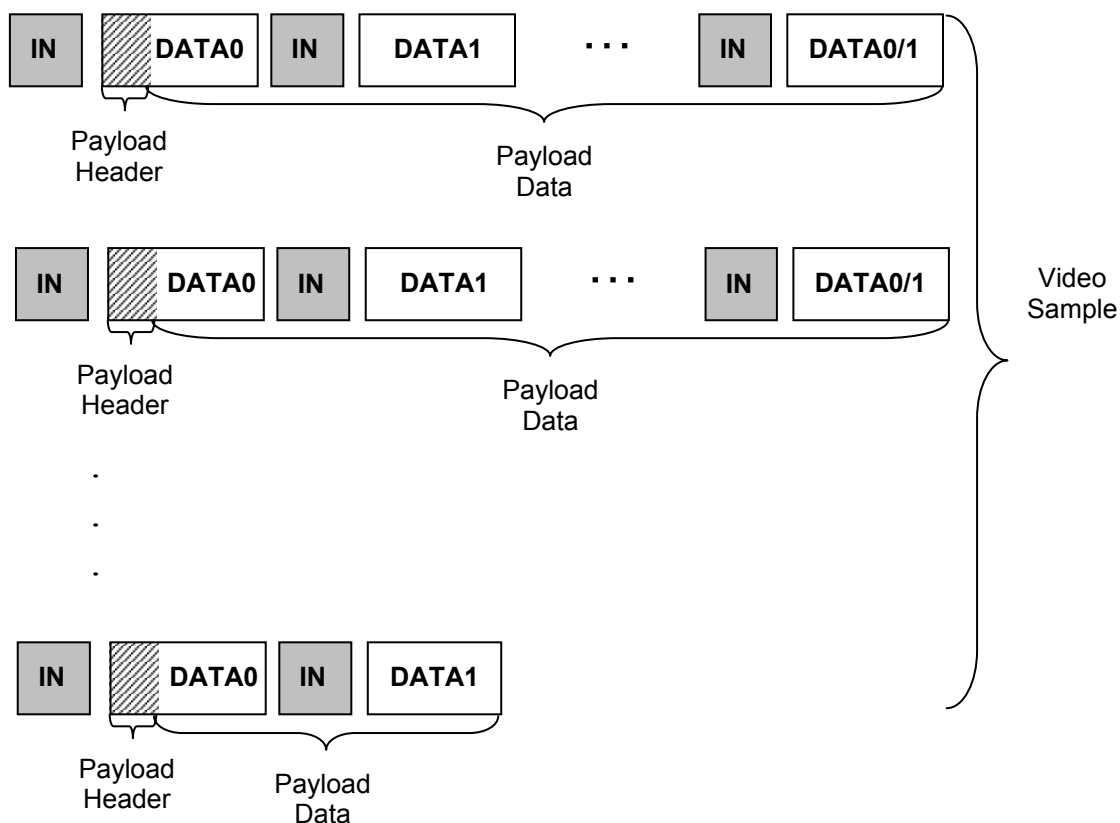 IN DATA0 IN DATA1 ... IN DATA0/1
Payload
Header
Payload
Data
IN DATA0 IN DATA1 ... IN DATA0/1
Video
Sample
Payload
Header
Payload
Data
.
.
.
IN DATA0 IN DATA1
Payload
Header
Payload
Data